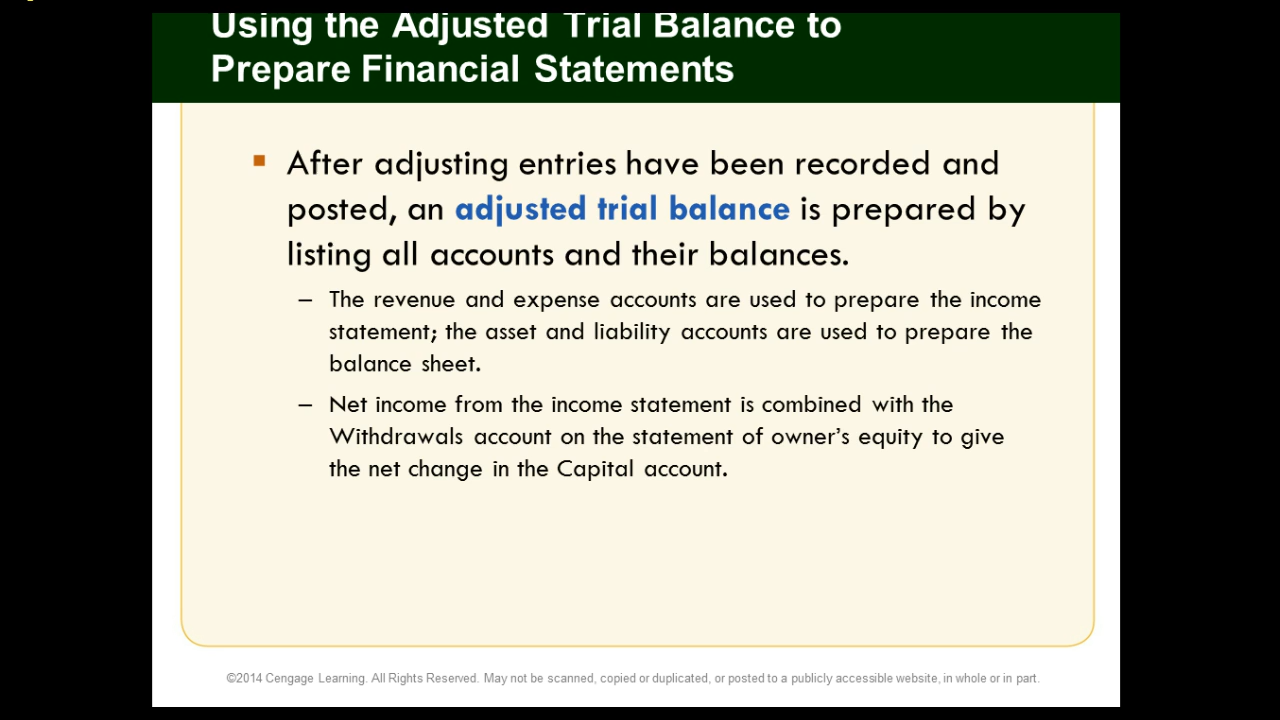 Using the Adjusted Trial Balance to
Prepare Financial Statements
▪ After adjusting entries have been recorded and
posted, an adjusted trial balance is prepared by
listing all accounts and their balances.
– The revenue and expense accounts are used to prepare the income
statement; the asset and liability accounts are used to prepare the
balance sheet.
– Net income from the income statement is combined with the
Withdrawals account on the statement of owner’s equity to give
the net change in the Capital account.
©2014 Cengage Learning. All Rights Reserved. May not be scanned, copied or duplicated, or posted to a publicly accessible website, in whole or in part.